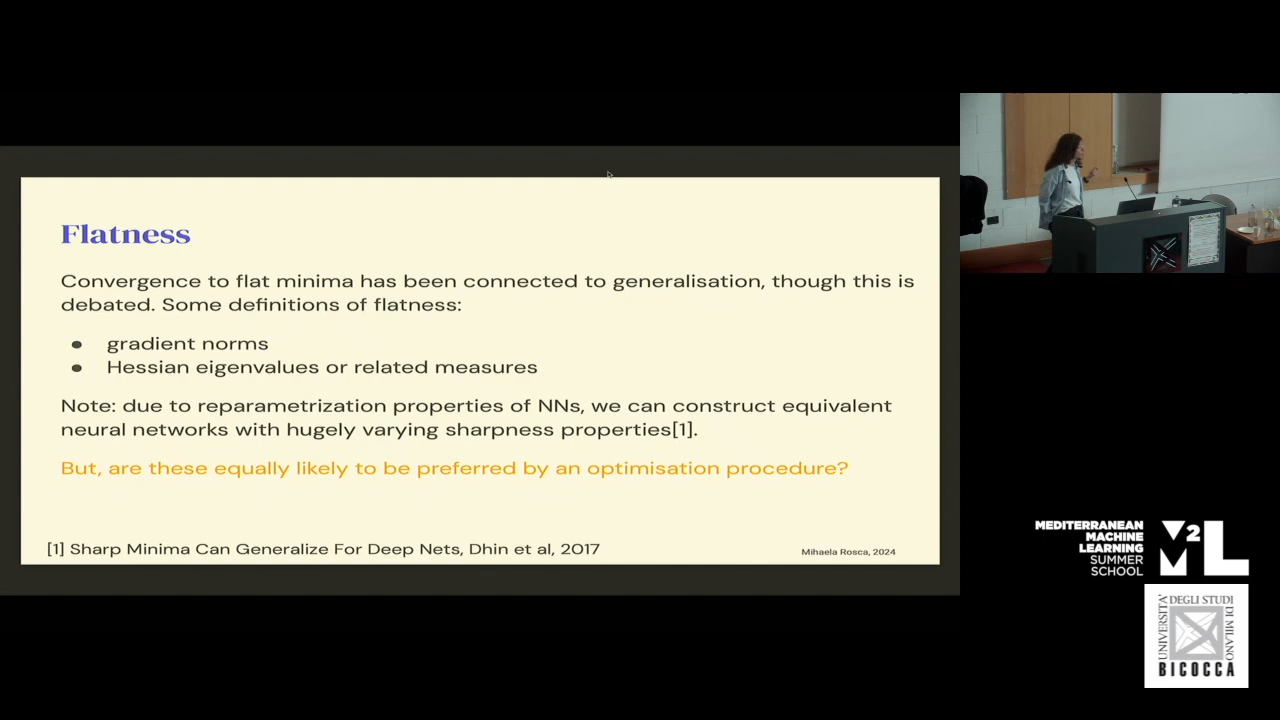 Flatness
Convergence to flat minima has been connected to generalisation, though this is
debated. Some definitions of flatness:
● gradient norms
● Hessian eigenvalues or related measures
Note: due to reparametrization properties of NNs, we can construct equivalent
neural networks with hugely varying sharpness properties[1].
But, are these equally likely to be preferred by an optimisation procedure?
[1] Sharp Minima Can Generalize For Deep Nets, Dhin et al, 2017
Mihaela Rosca, 2024
MEDITERRANEAN
MACHINE
LEARNING
SUMMER
SCHOOL
M2L
UNIVERSITA'
DEGLI STUDI
DI MILANO
BICOCCA